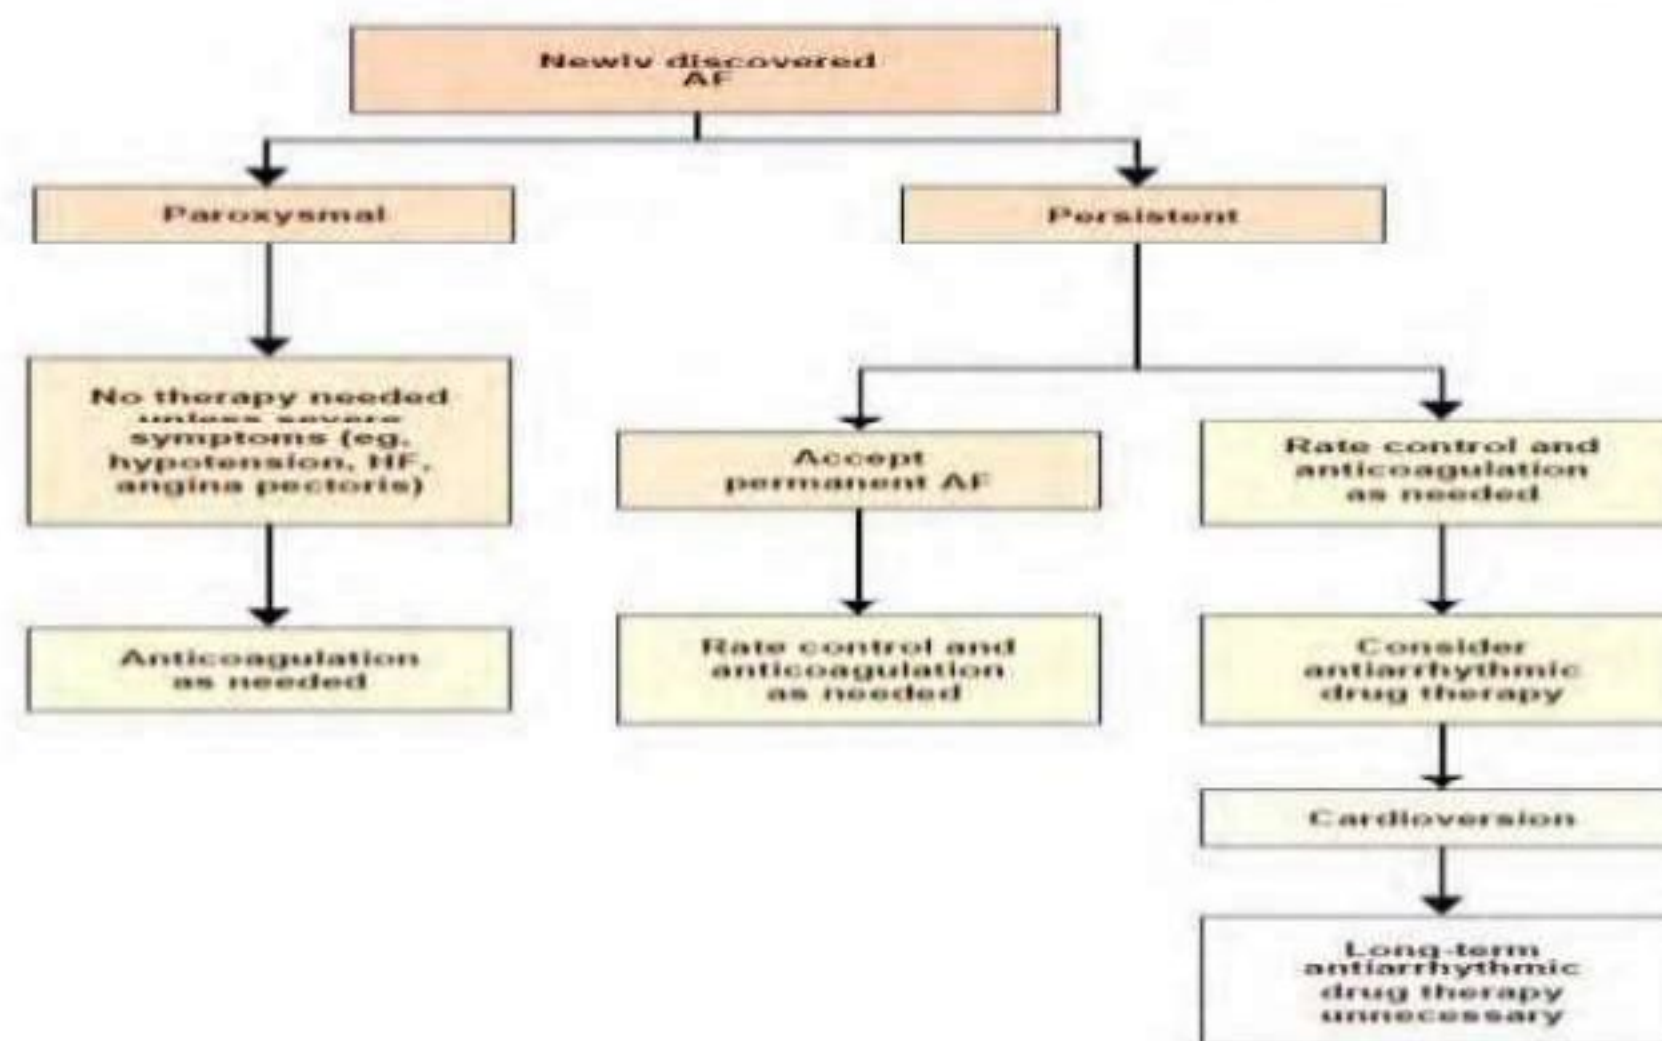 Newly discovered
AF
Paroxysmal
Persistent
No therapy needed
unless severe
symptoms (eg,
hypotension, HF,
angina pectoris)
Accept
permanent AF
Rate control and
anticoagulation
as needed
Anticoagulation
as needed
Rate control and
anticoagulation
as needed
Consider
antiarrhythmic
drug therapy
Cardioversion
Long-term
antiarrhythmic
drug therapy
unnecessary